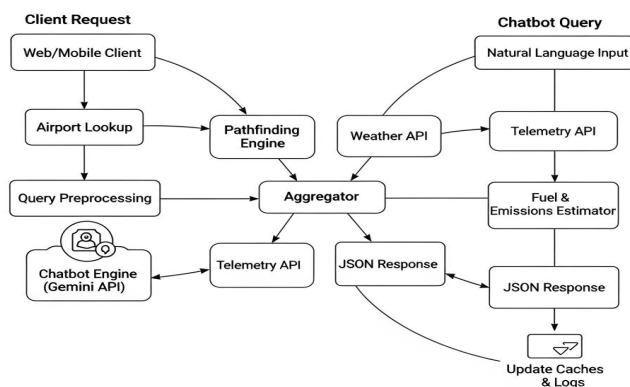 Client Request
Chatbot Query
Web/Mobile Client
Natural Language Input
Airport Lookup
Pathfinding
Engine
Weather API
Telemetry API
Query Preprocessing
Aggregator
Fuel &
Emissions Estimator
Chatbot Engine
(Gemini API)
Telemetry API
JSON Response
JSON Response
Update Caches
& Logs